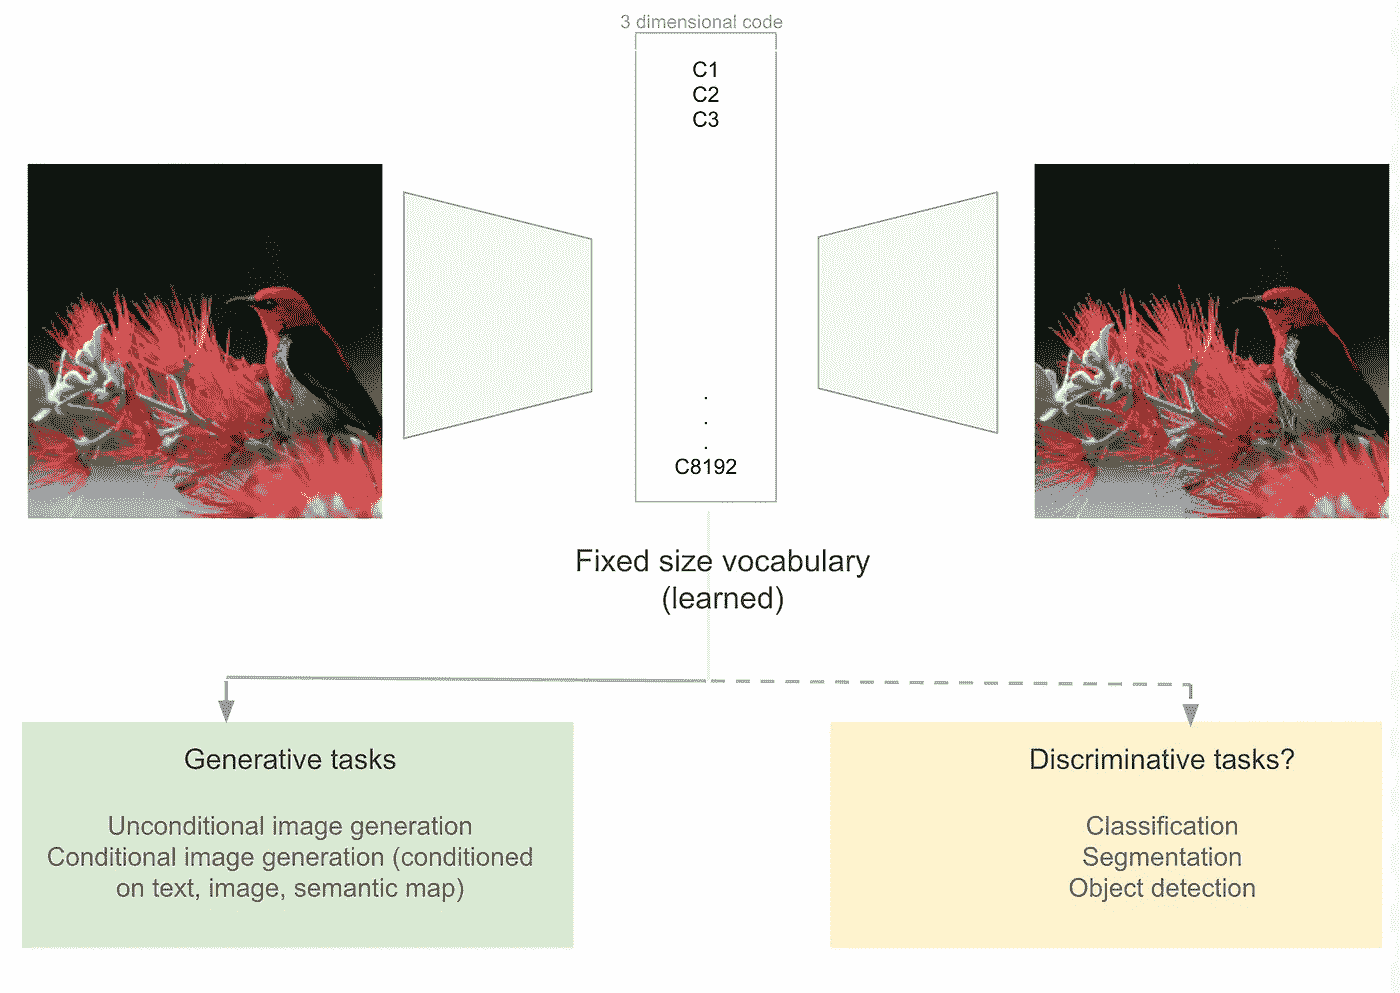 3 dimensional code
C1
C2
C3
.
.
.
C8192
Fixed size vocabulary
(learned)
Generative tasks
Unconditional image generation
Conditional image generation (conditioned
on text, image, semantic map)
Discriminative tasks?
Classification
Segmentation
Object detection